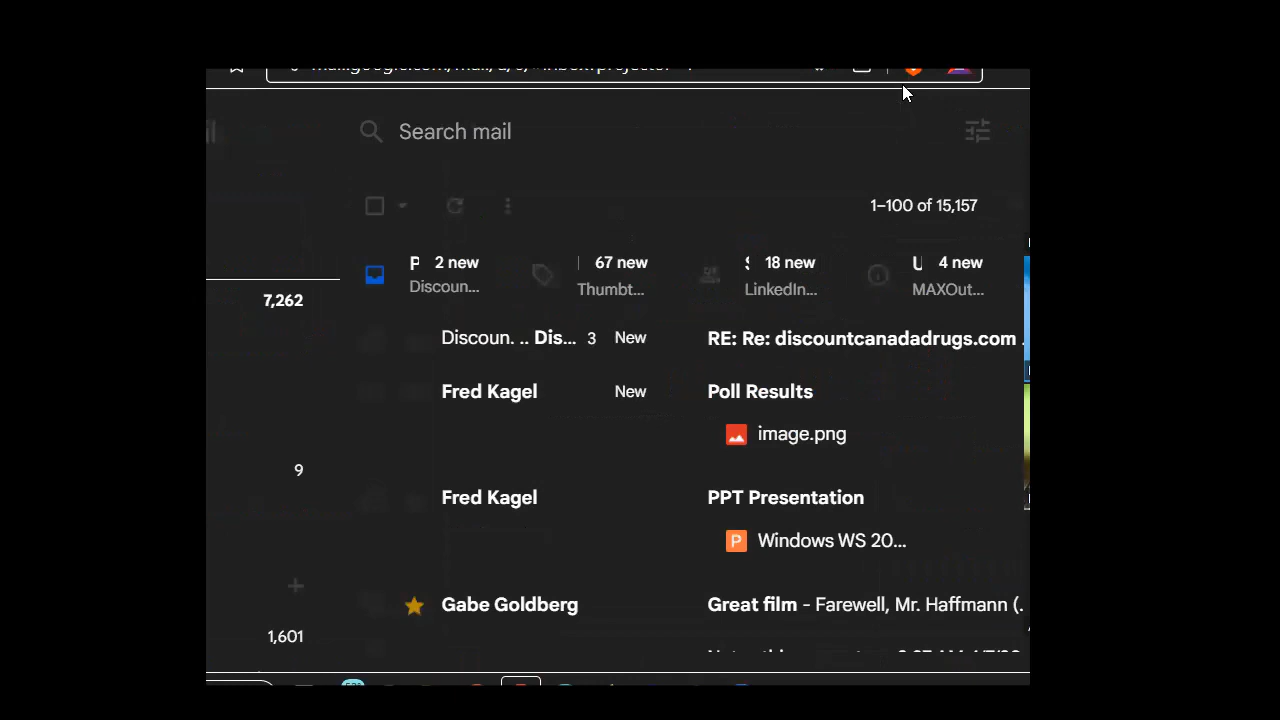 Search mail
1–100 of 15,157
2 new 67 new 18 new 4 new
Discoun... Thumbt... LinkedIn... MAXOut...
7,262
Discoun. .. Dis... 3 New RE: Re: discountcanadadrugs.com
Fred Kagel New Poll Results
image.png
9
Fred Kagel PPT Presentation
Windows WS 20...
Gabe Goldberg Great film - Farewell, Mr. Haffmann (.
1,601